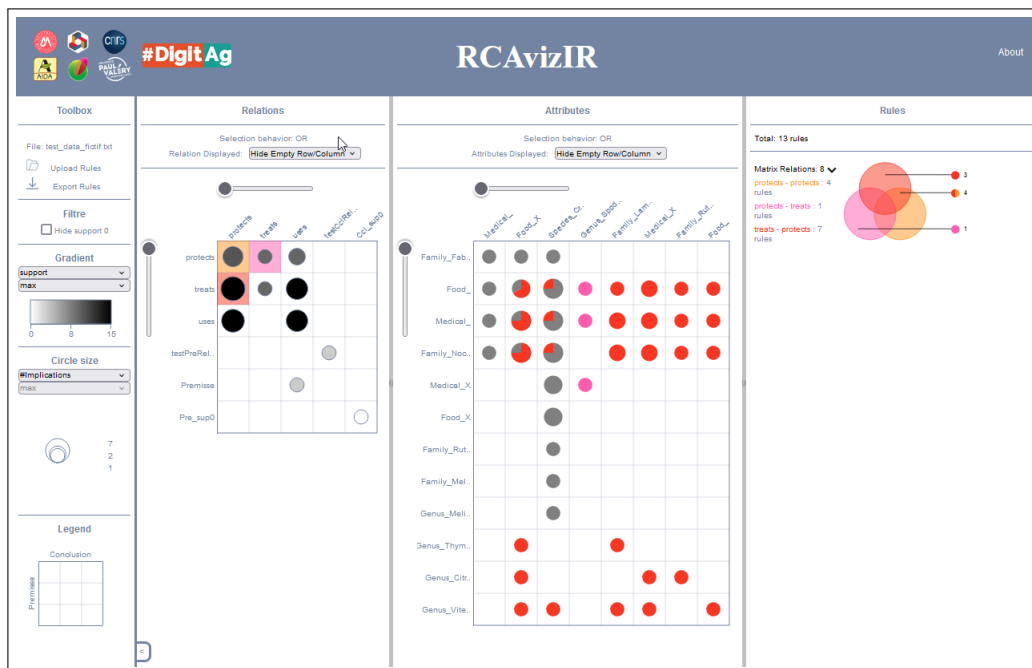 cnrs
AIDA
PAUL VALÉRY
#DigitAg
RCAvizIR
About
Toolbox
File: test_data_fictif.txt
Upload Rules
Export Rules
Filtre
Hide support 0
Gradient
support
max
0 8 15
Circle size
#Implications
max
7
2
1
Legend
Conclusion
Premisse
Relations
Selection behavior: OR
Relation Displayed: Hide Empty Row/Column
protects
treats
uses
testCclRel..
Ccl_sup0
protects
treats
uses
testPreRel..
Premisse
Pre_sup0
<
Attributes
Selection behavior: OR
Attributes Displayed: Hide Empty Row/Column
Medical_
Food_X
Species_Cr..
Genus_Spod..
Family_Lam..
Medical_X
Family_Rut..
Food_
Family_Fab..
Food_
Medical_
Family_Noo..
Medical_X
Food_X
Family_Rut..
Family_Mel..
Genus_Meli..
Genus_Thym..
Genus_Citr..
Genus_Vite..
Rules
Total: 13 rules
Matrix Relations: 8
protects - protects : 4
rules
protects - treats : 1
rules
treats - protects : 7
rules
3
4
1